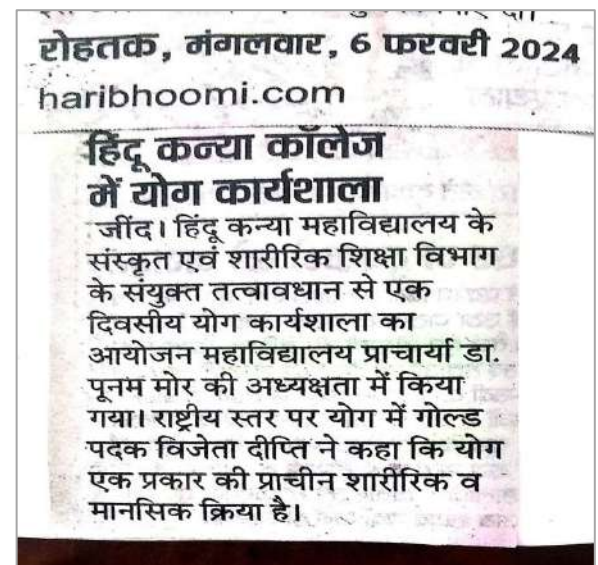 रोहतक, मंगलवार, 6 फरवरी 2024
haribhoomi.com
हिंदू कन्या कॉलेज
में योग कार्यशाला
जींद। हिंदू कन्या महाविद्यालय के
संस्कृत एवं शारीरिक शिक्षा विभाग
के संयुक्त तत्वावधान से एक
दिवसीय योग कार्यशाला का
आयोजन महाविद्यालय प्राचार्या डा.
पूनम मोर की अध्यक्षता में किया
गया। राष्ट्रीय स्तर पर योग में गोल्ड
पदक विजेता दीप्ति ने कहा कि योग
एक प्रकार की प्राचीन शारीरिक व
मानसिक क्रिया है।